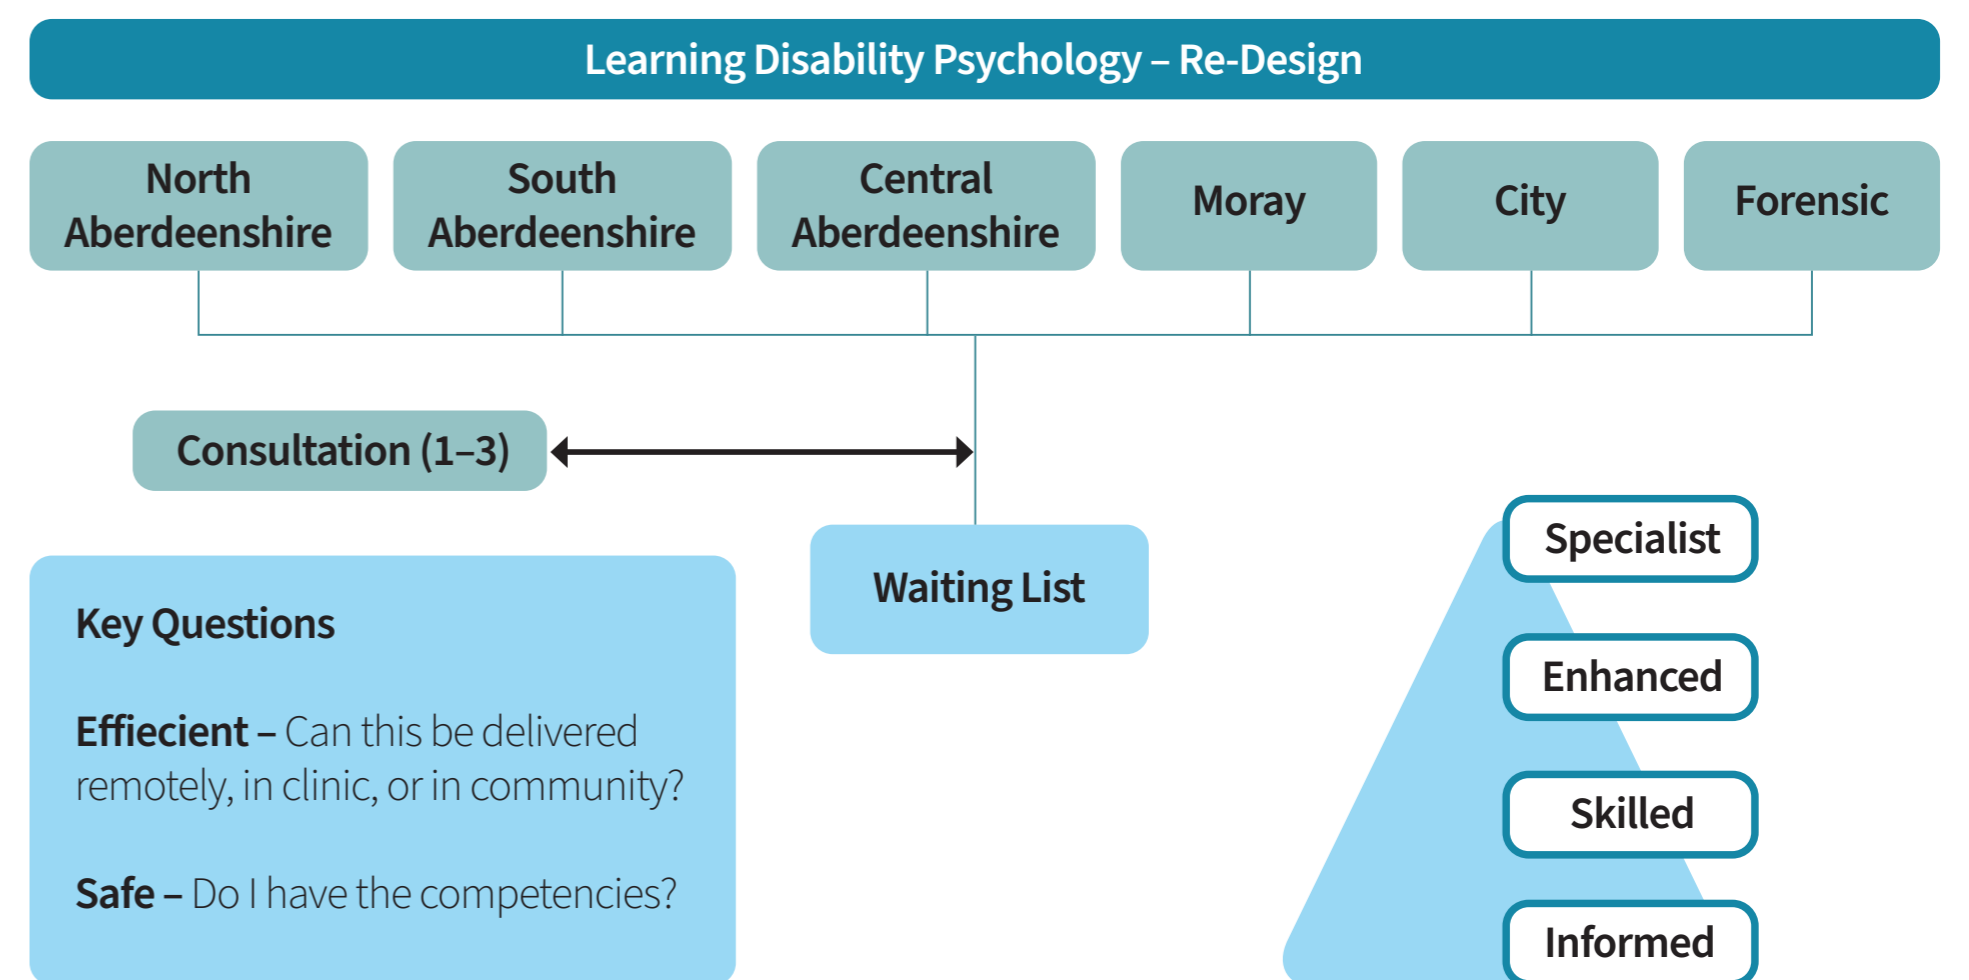 Learning Disability Psychology – Re-Design
North
Aberdeenshire
South
Aberdeenshire
Central
Aberdeenshire
Moray
City
Forensic
Consultation (1–3)
Waiting List
Key Questions
Effiecient – Can this be delivered
remotely, in clinic, or in community?
Safe – Do I have the competencies?
Specialist
Enhanced
Skilled
Informed